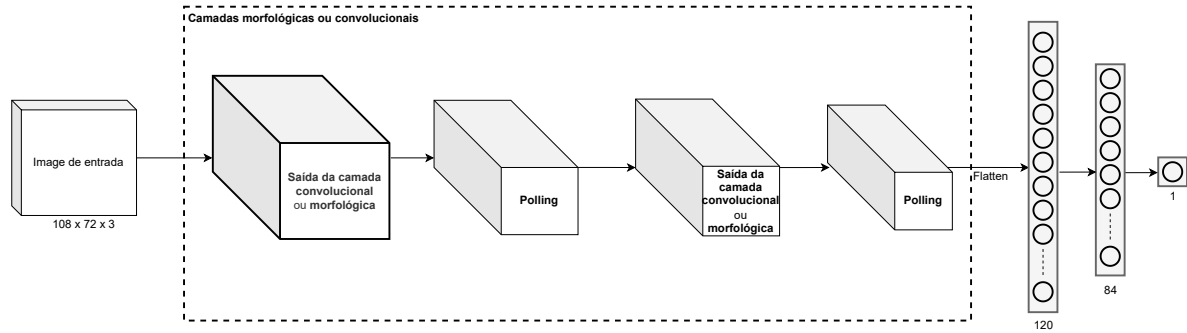 Camadas morfológicas ou convolucionais
Image de entrada
108 x 72 x 3
Saída da camada
convolucional
ou morfológica
Polling
Saída da
camada
convolucional
ou
morfológica
Polling
Flatten
120
84
1